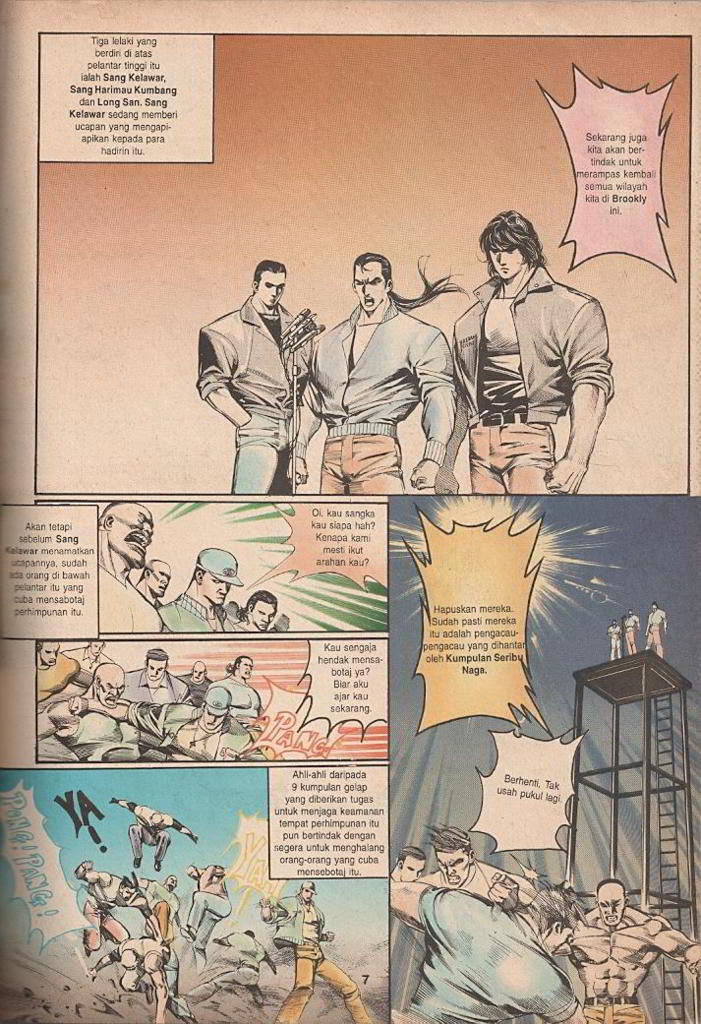 Tiga lelaki yang
berdiri di atas
pelantar tinggi itu
ialah Sang Kelawar,
Sang Harimau Kumbang
dan Long San. Sang
Kelawar sedang memberi
ucapan yang mengapi-
apikan kepada para
hadirin itu.
Sekarang juga
kita akan ber-
tindak untuk
merampas kembali
semua wilayah
kita di Brookly
ini.
Akan tetapi
sebelum Sang
Kelawar menamatkan
ucapannya, sudah
ada orang di bawah
pelantar itu yang
cuba mensabotaj
perhimpunan itu.
Oi, kau sangka
kau siapa hah?
Kenapa kami
mesti ikut
arahan kau?
Kau sengaja
hendak mensa-
botaj ya?
Biar aku
ajar kau
sekarang.
PANG!
Hapuskan mereka.
Sudah pasti mereka
itu adalah pengacau-
pengacau yang dihantar
oleh Kumpulan Seribu
Naga.
Berhenti, Tak
usah pukul lagi.
Ahli-ahli daripada
9 kumpulan gelap
yang diberikan tugas
untuk menjaga keamanan
tempat perhimpunan itu
pun bertindak dengan
segera untuk menghalang
orang-orang yang cuba
mensebotaj itu.
PONG! PANG!
YA!
YAH
7